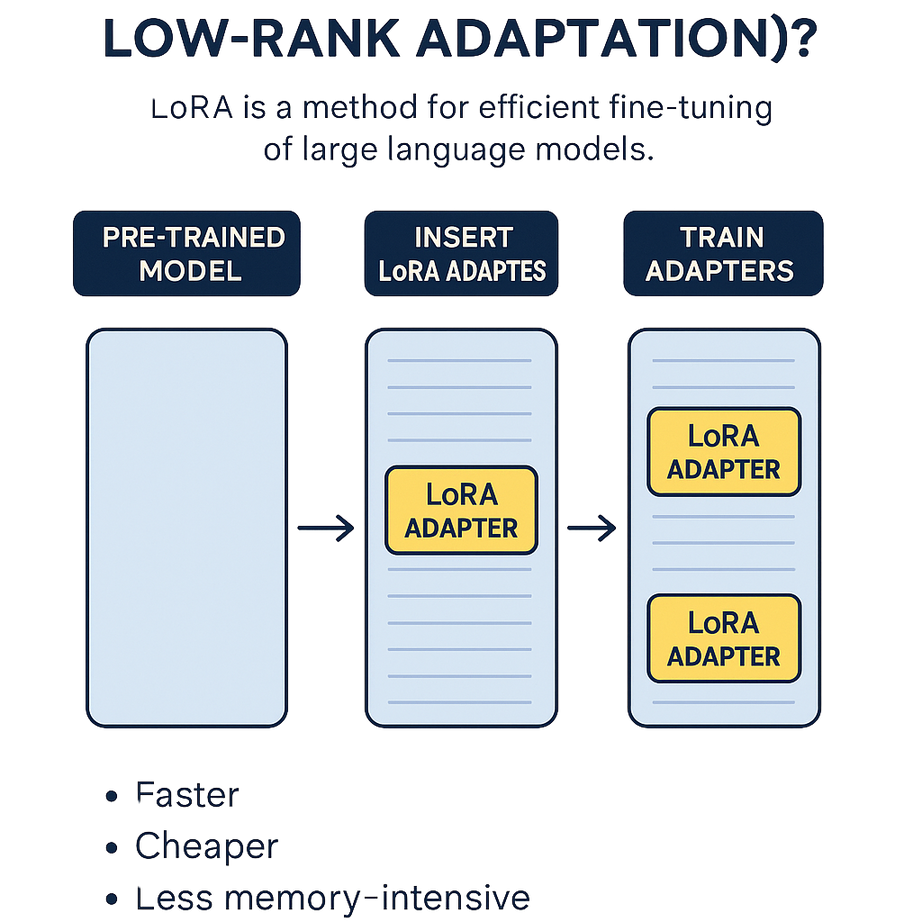 LOW-RANK ADAPTATION)?
LoRA is a method for efficient fine-tuning
of large language models.
PRE-TRAINED
MODEL
INSERT
LoRA ADAPTES
TRAIN
ADAPTERS
LoRA
ADAPTER
LoRA
ADAPTER
LoRA
ADAPTER
• Faster
• Cheaper
• Less memory-intensive